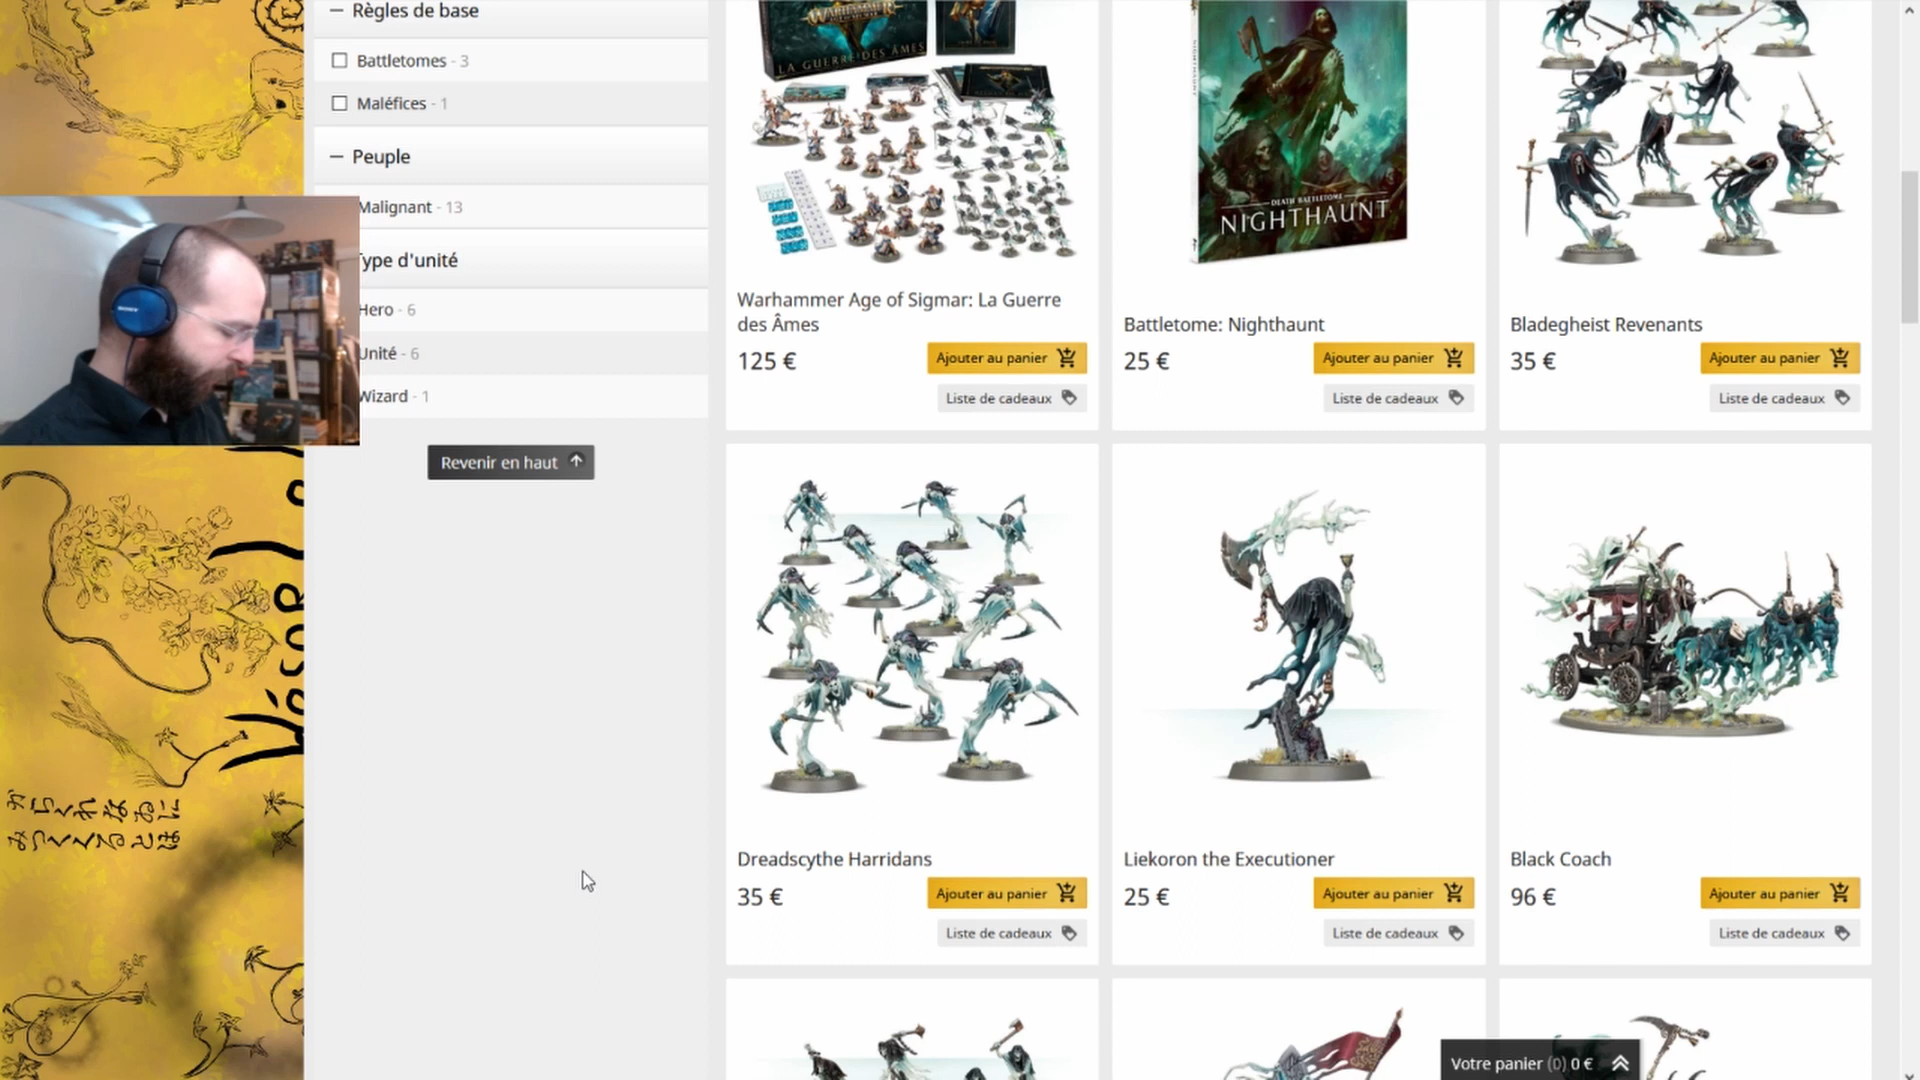 Règles de base
Battletomes - 3
Maléfices - 1
Peuple
Malignant - 13
Type d'unité
Hero - 6
Unité - 6
Wizard - 1
Revenir en haut
WARHAMMER
LA GUERRE DES ÂMES
Warhammer Age of Sigmar: La Guerre
des Âmes
125 €
Ajouter au panier
Liste de cadeaux
DEATH BATTLETOME
NIGHTHAUNT
Battletome: Nighthaunt
25 €
Ajouter au panier
Liste de cadeaux
Bladegheist Revenants
35 €
Ajouter au panier
Liste de cadeaux
Dreadscythe Harridans
35 €
Ajouter au panier
Liste de cadeaux
Liekoron the Executioner
25 €
Ajouter au panier
Liste de cadeaux
Black Coach
96 €
Ajouter au panier
Liste de cadeaux
Votre panier (0) 0 €
SONY